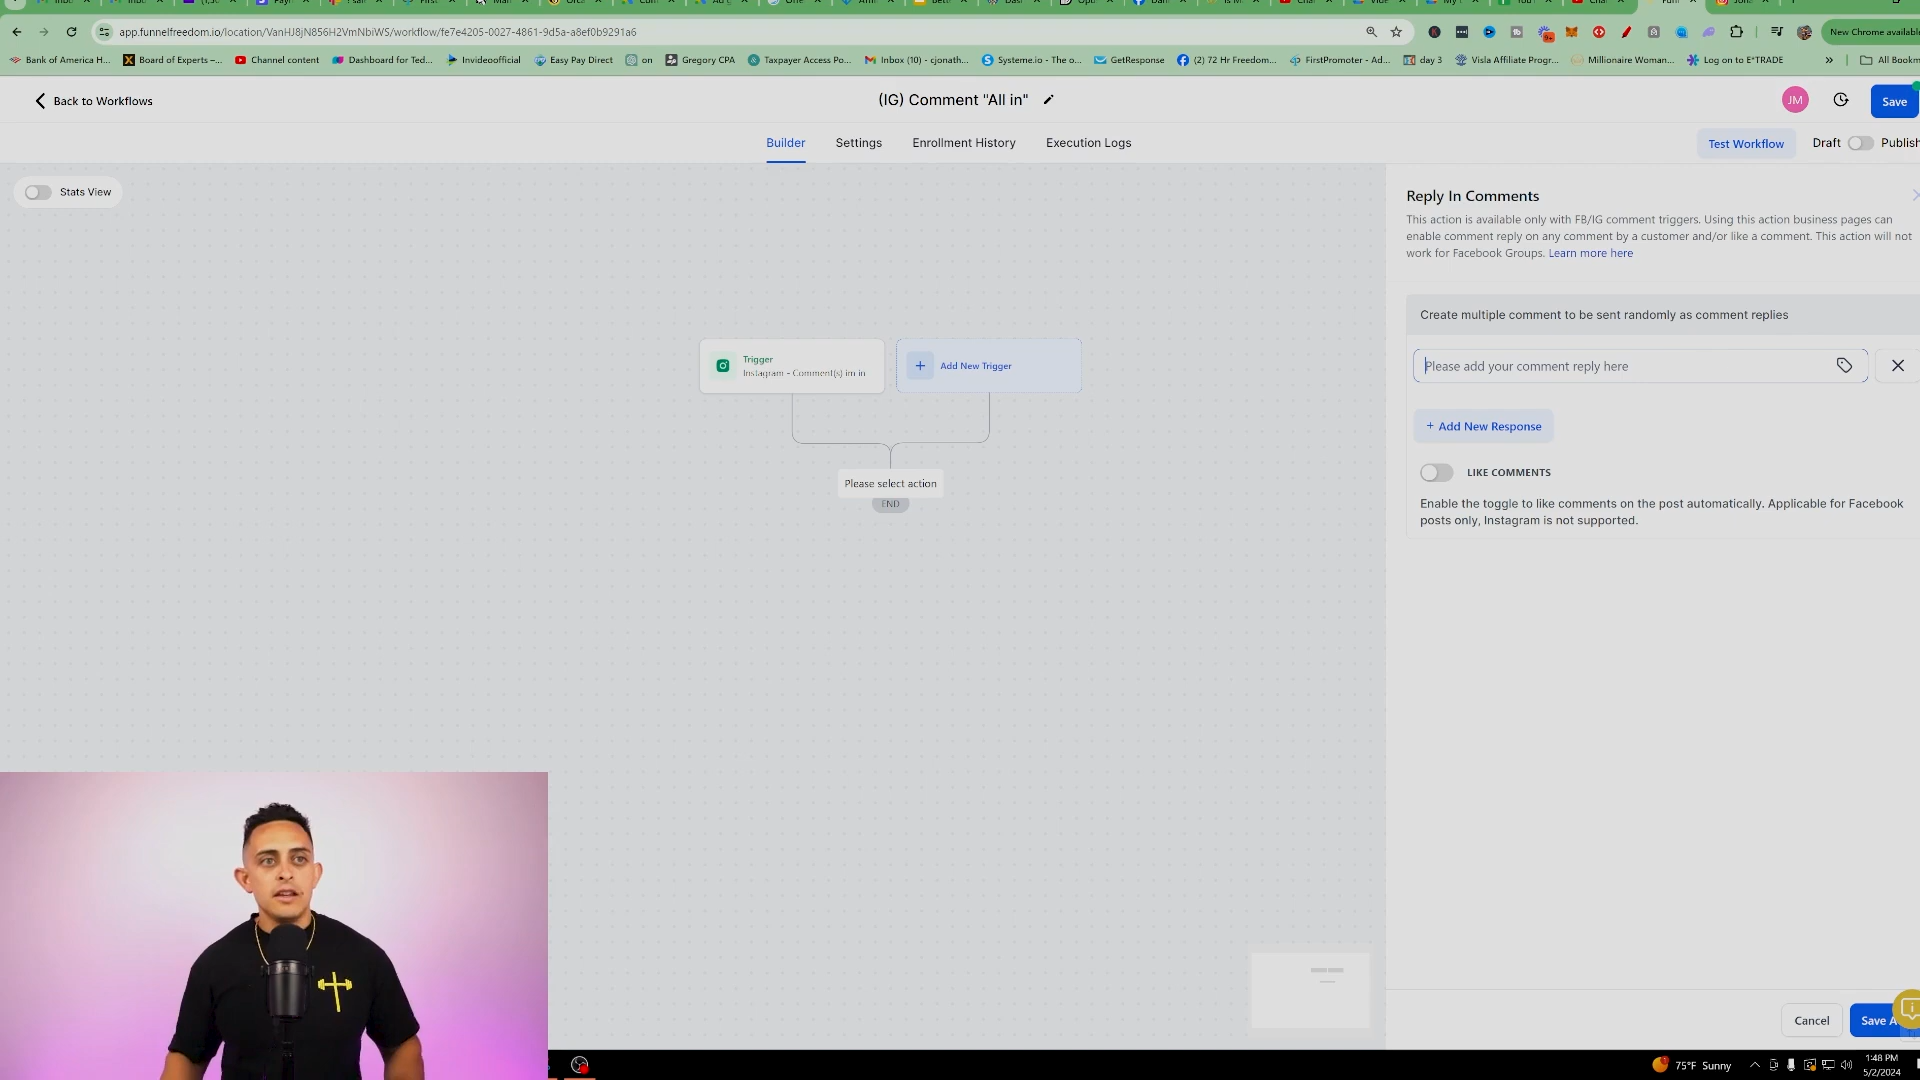 app.funnelfreedom.io/location/VanHJ8jN856H2VmNbiWS/workflow/fe7e4205-0027-4861-9d5a-a8ef0b9291a6
New Chrome available
Bank of America H...
Board of Experts –...
Channel content
Dashboard for Ted...
Invideoofficial
Easy Pay Direct
on
Gregory CPA
Taxpayer Access Po...
Inbox (10) - cjonath...
Systeme.io - The o...
GetResponse
(2) 72 Hr Freedom...
FirstPromoter - Ad...
day 3
Visla Affiliate Progr...
Millionaire Woman...
Log on to E*TRADE
»
All Bookm
Back to Workflows
(IG) Comment "All in"
JM
Save
Builder
Settings
Enrollment History
Execution Logs
Test Workflow
Draft
Publish
Stats View
Reply In Comments
This action is available only with FB/IG comment triggers. Using this action business pages can
enable comment reply on any comment by a customer and/or like a comment. This action will not
work for Facebook Groups. Learn more here
Create multiple comment to be sent randomly as comment replies
Trigger
Instagram - Comment(s) im in
+ Add New Trigger
Please add your comment reply here
+ Add New Response
LIKE COMMENTS
Please select action
END
Enable the toggle to like comments on the post automatically. Applicable for Facebook
posts only, Instagram is not supported.
Cancel
Save A
75°F Sunny
1:48 PM
5/2/2024